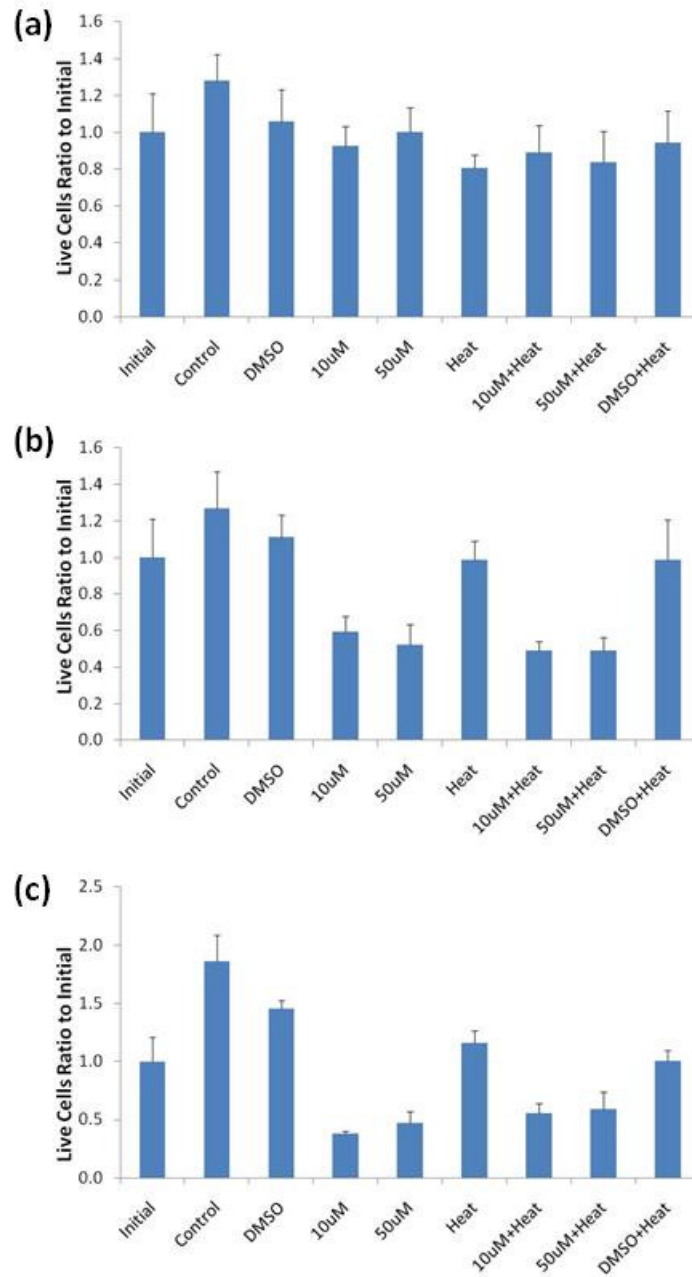 (a)
Live Cells Ratio to Initial
1.6
1.4
1.2
1.0
0.8
0.6
0.4
0.2
0.0
Initial
Control
DMSO
10uM
50uM
Heat
10uM+Heat
50uM+Heat
DMSO+Heat
(b)
Live Cells Ratio to Initial
1.6
1.4
1.2
1.0
0.8
0.6
0.4
0.2
0.0
Initial
Control
DMSO
10uM
50uM
Heat
10uM+Heat
50uM+Heat
DMSO+Heat
(c)
Live Cells Ratio to Initial
2.5
2.0
1.5
1.0
0.5
0.0
Initial
Control
DMSO
10uM
50uM
Heat
10uM+Heat
50uM+Heat
DMSO+Heat